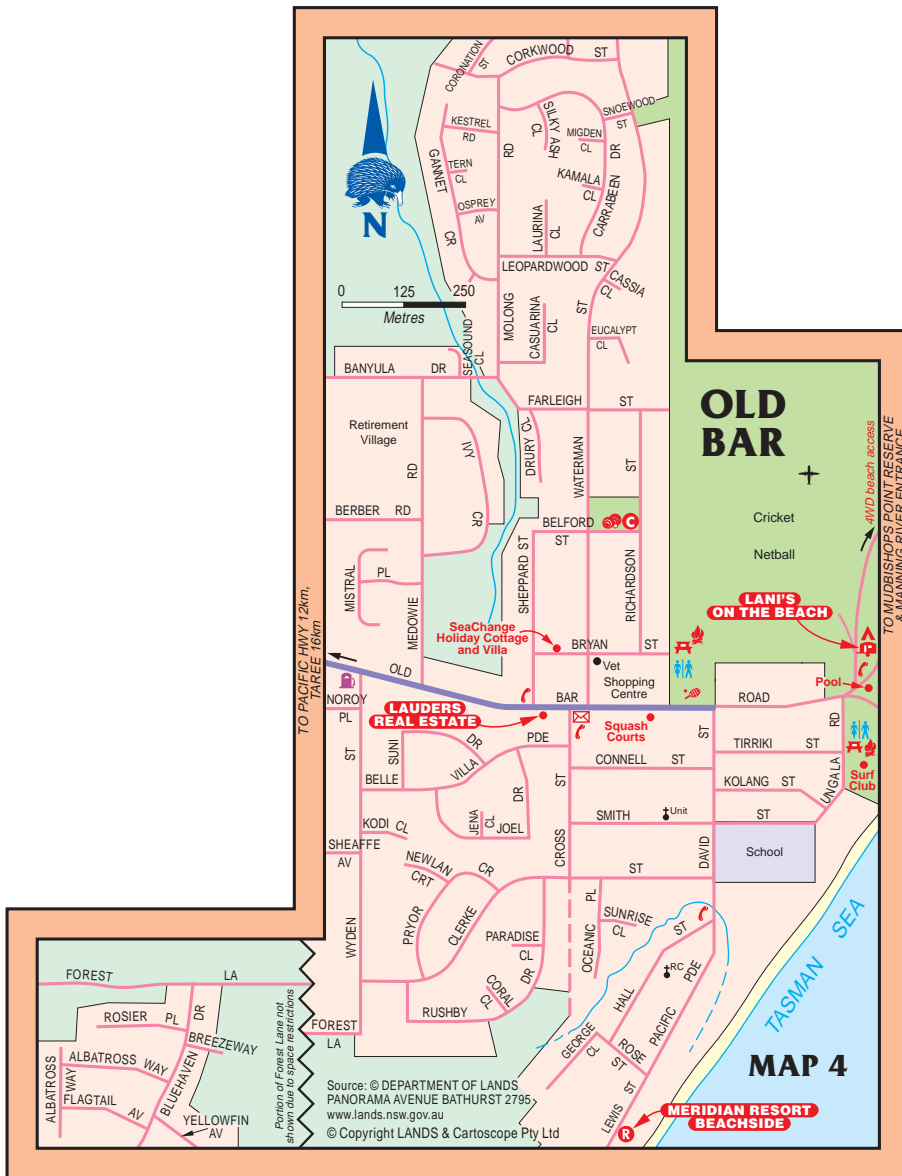 CORONATION
ST
CORKWOOD ST
KESTREL
RD
SILKY ASH
CL
SNOEWOOD
ST
MIGDEN
CL
RD
DR
GANNET
CR
TERN
CL
KAMALA
CL
OSPREY
AV
LAURINA
CL
CARRABEEN
N
LEOPARDWOOD ST
CASSIA
CL
0 125 250
Metres
MOLONG
CASUARINA
CL
ST
EUCALYPT
CL
SEASOUND
CL
BANYULA DR
FARLEIGH ST
OLD
BAR
Retirement
Village
RD
IVY
CR
DRURY CL
WATERMAN
ST
4WD beach access
TO MUDBISHOPS POINT RESERVE
& MANNING RIVER ENTRANCE
BERBER RD
BELFORD
ST
C
Cricket
Netball
MISTRAL
PL
MEDOWIE
SHEPPARD ST
RICHARDSON
LANI'S
ON THE BEACH
SeaChange
Holiday Cottage
and Villa
BRYAN ST
Vet
Shopping
Centre
Pool
TO PACIFIC HWY 12km,
TAREE 16km
OLD
BAR
ROAD
NOROY
PL
LAUDERS
REAL ESTATE
Squash
Courts
RD
ST
SUNI
DR
PDE
ST
TIRRIKI ST
BELLE
VILLA
CONNELL ST
Surf
Club
DR
ST
KOLANG ST
UNGALA
JENA
CL
JOEL
KODI CL
SMITH
Unit
ST
SHEAFFE
AV
NEWLAN
CRT
CR
CROSS
ST
DAVID
School
WYDEN
PRYOR
CLERKE
PARADISE
CL
OCEANIC
PL
SUNRISE
CL
ST
RC
PDE
HALL
CORAL
CL
DR
RUSHBY
PACIFIC
TASMAN SEA
FOREST LA
ROSIER PL
DR
BREEZEWAY
ALBATROSS
WAY
ALBATROSS
WAY
BLUEHAVEN
FLAGTAIL
AV
YELLOWFIN
AV
Portion of Forest Lane not
shown due to space restrictions
FOREST
LA
GEORGE
CL
ROSE
ST
LEWIS
ST
MAP 4
Source: © DEPARTMENT OF LANDS
PANORAMA AVENUE BATHURST 2795
www.lands.nsw.gov.au
© Copyright LANDS & Cartoscope Pty Ltd
R
MERIDIAN RESORT
BEACHSIDE